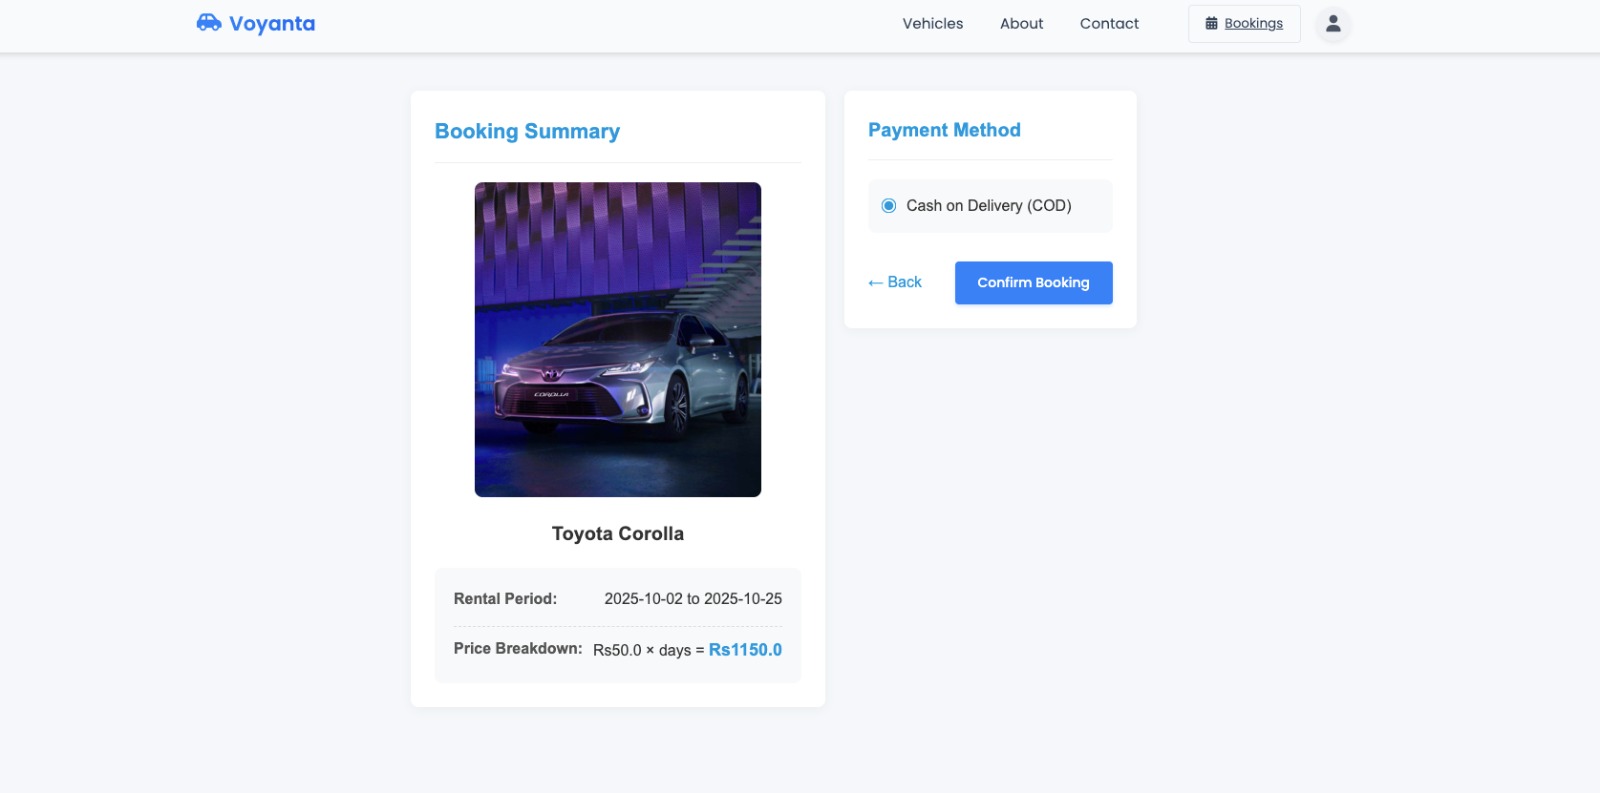 Voyanta
Vehicles About Contact Bookings
Booking Summary
COROLLA
Toyota Corolla
Rental Period: 2025-10-02 to 2025-10-25
Price Breakdown: Rs50.0 × days = Rs1150.0
Payment Method
Cash on Delivery (COD)
← Back Confirm Booking